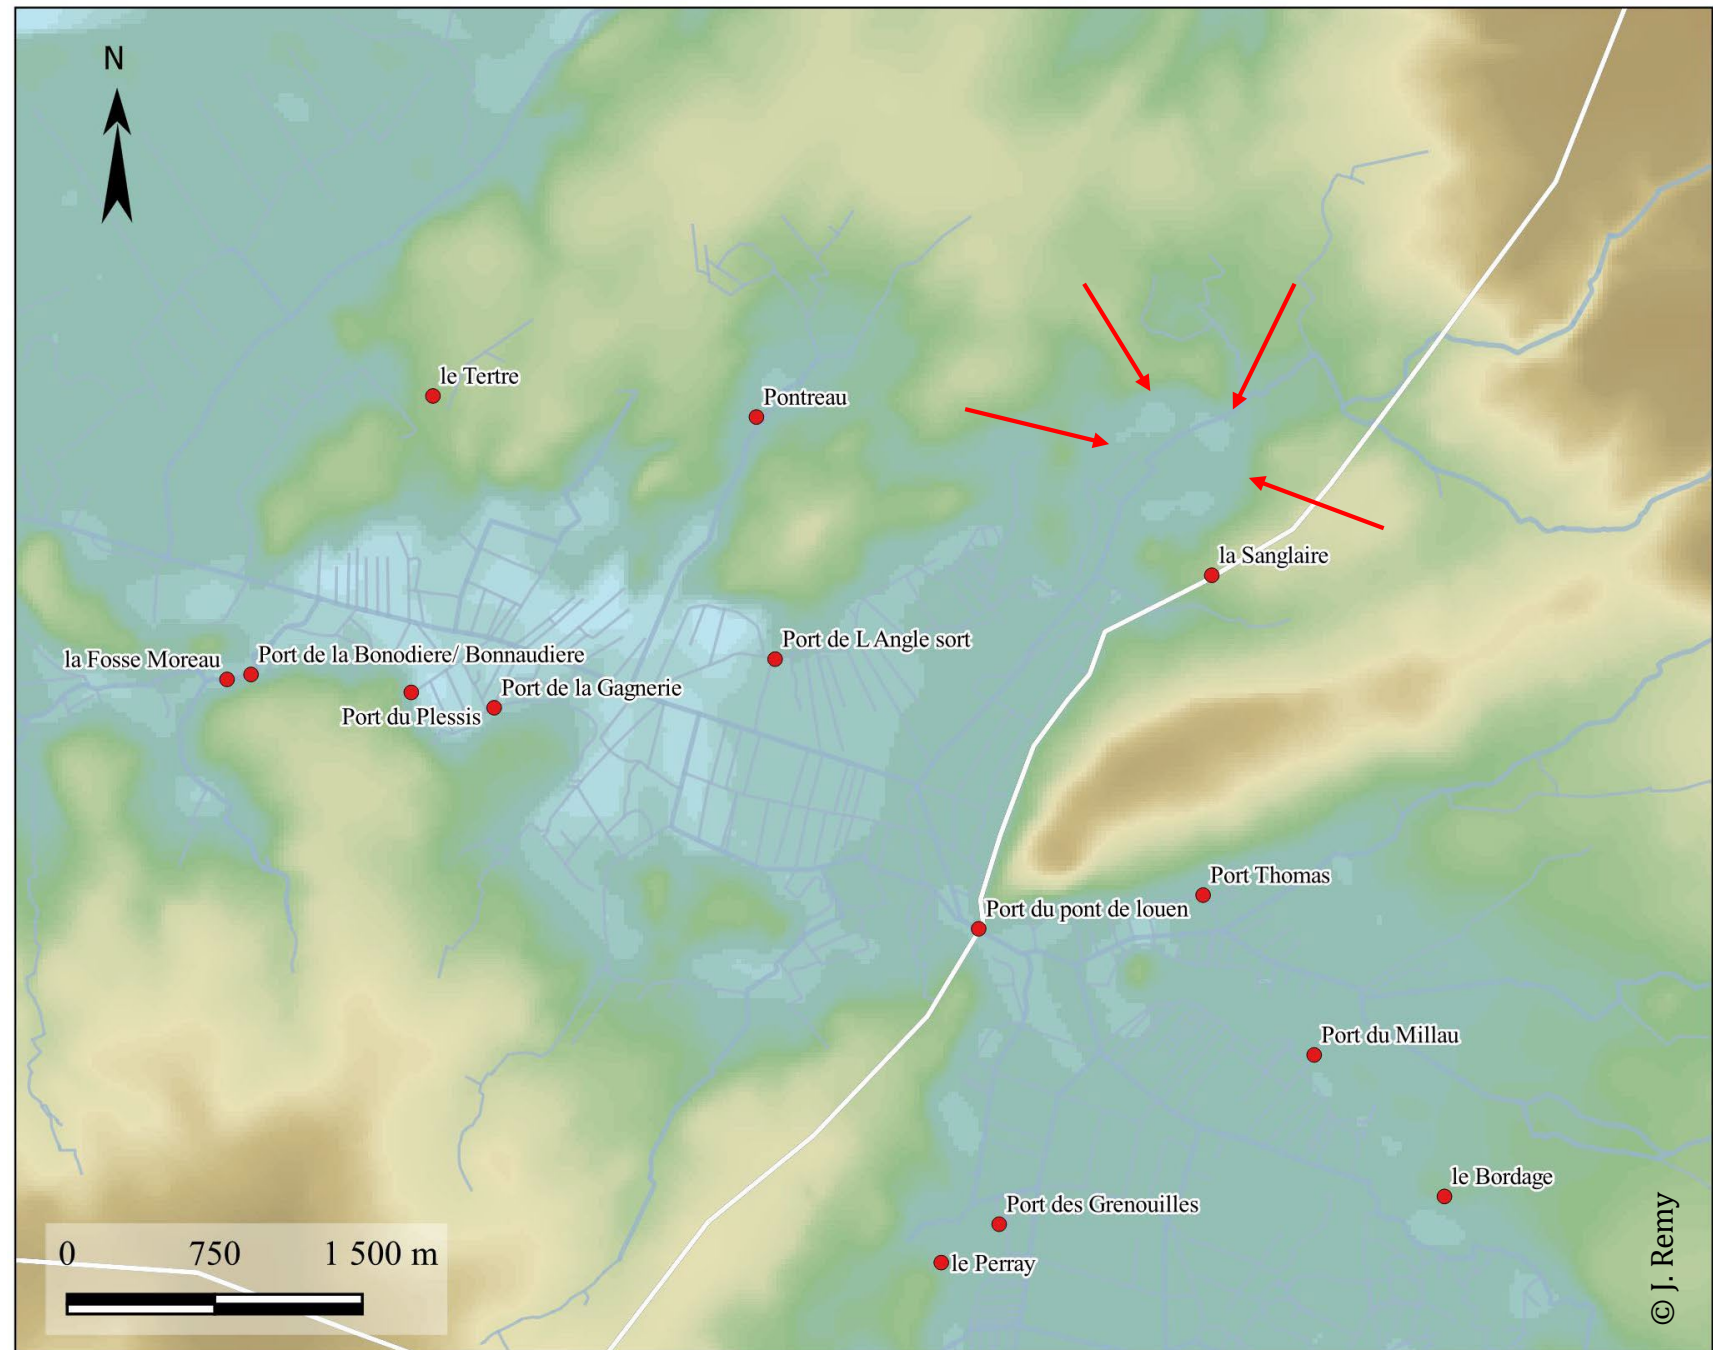 N
le Tertre
Pontreau
la Sanglaire
Port de L Angle sort
la Fosse Moreau
Port de la Bonodiere/ Bonnaudiere
Port de la Gagnerie
Port du Plessis
Port Thomas
Port du pont de louen
Port du Millau
le Bordage
Port des Grenouilles
le Perray
0 750 1 500 m
© J. Remy